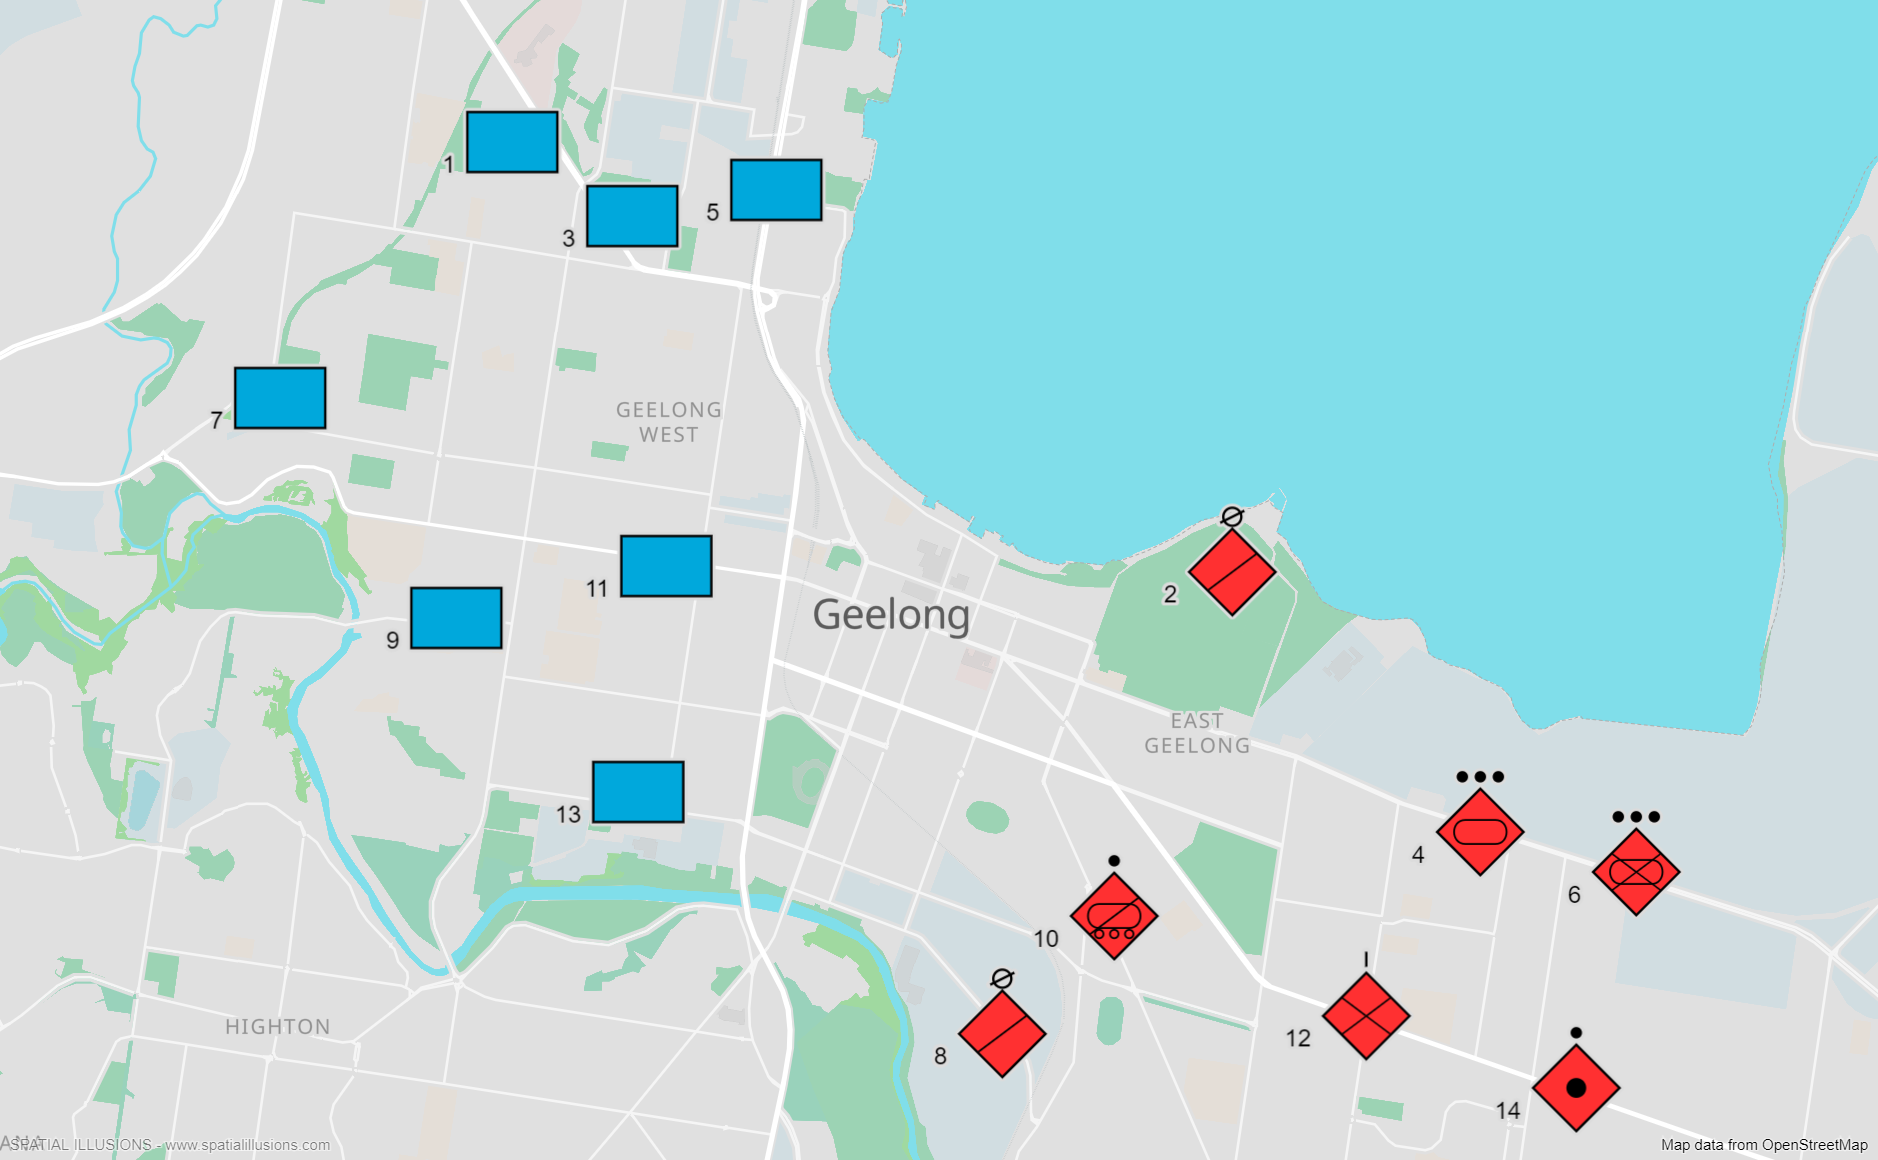 1
5
3
GEELONG
WEST
7
2
11
Geelong
9
EAST
GEELONG
13
4
6
10
HIGHTON
12
8
14
SPATIAL ILLUSIONS - www.spatialillusions.com
Map data from OpenStreetMap